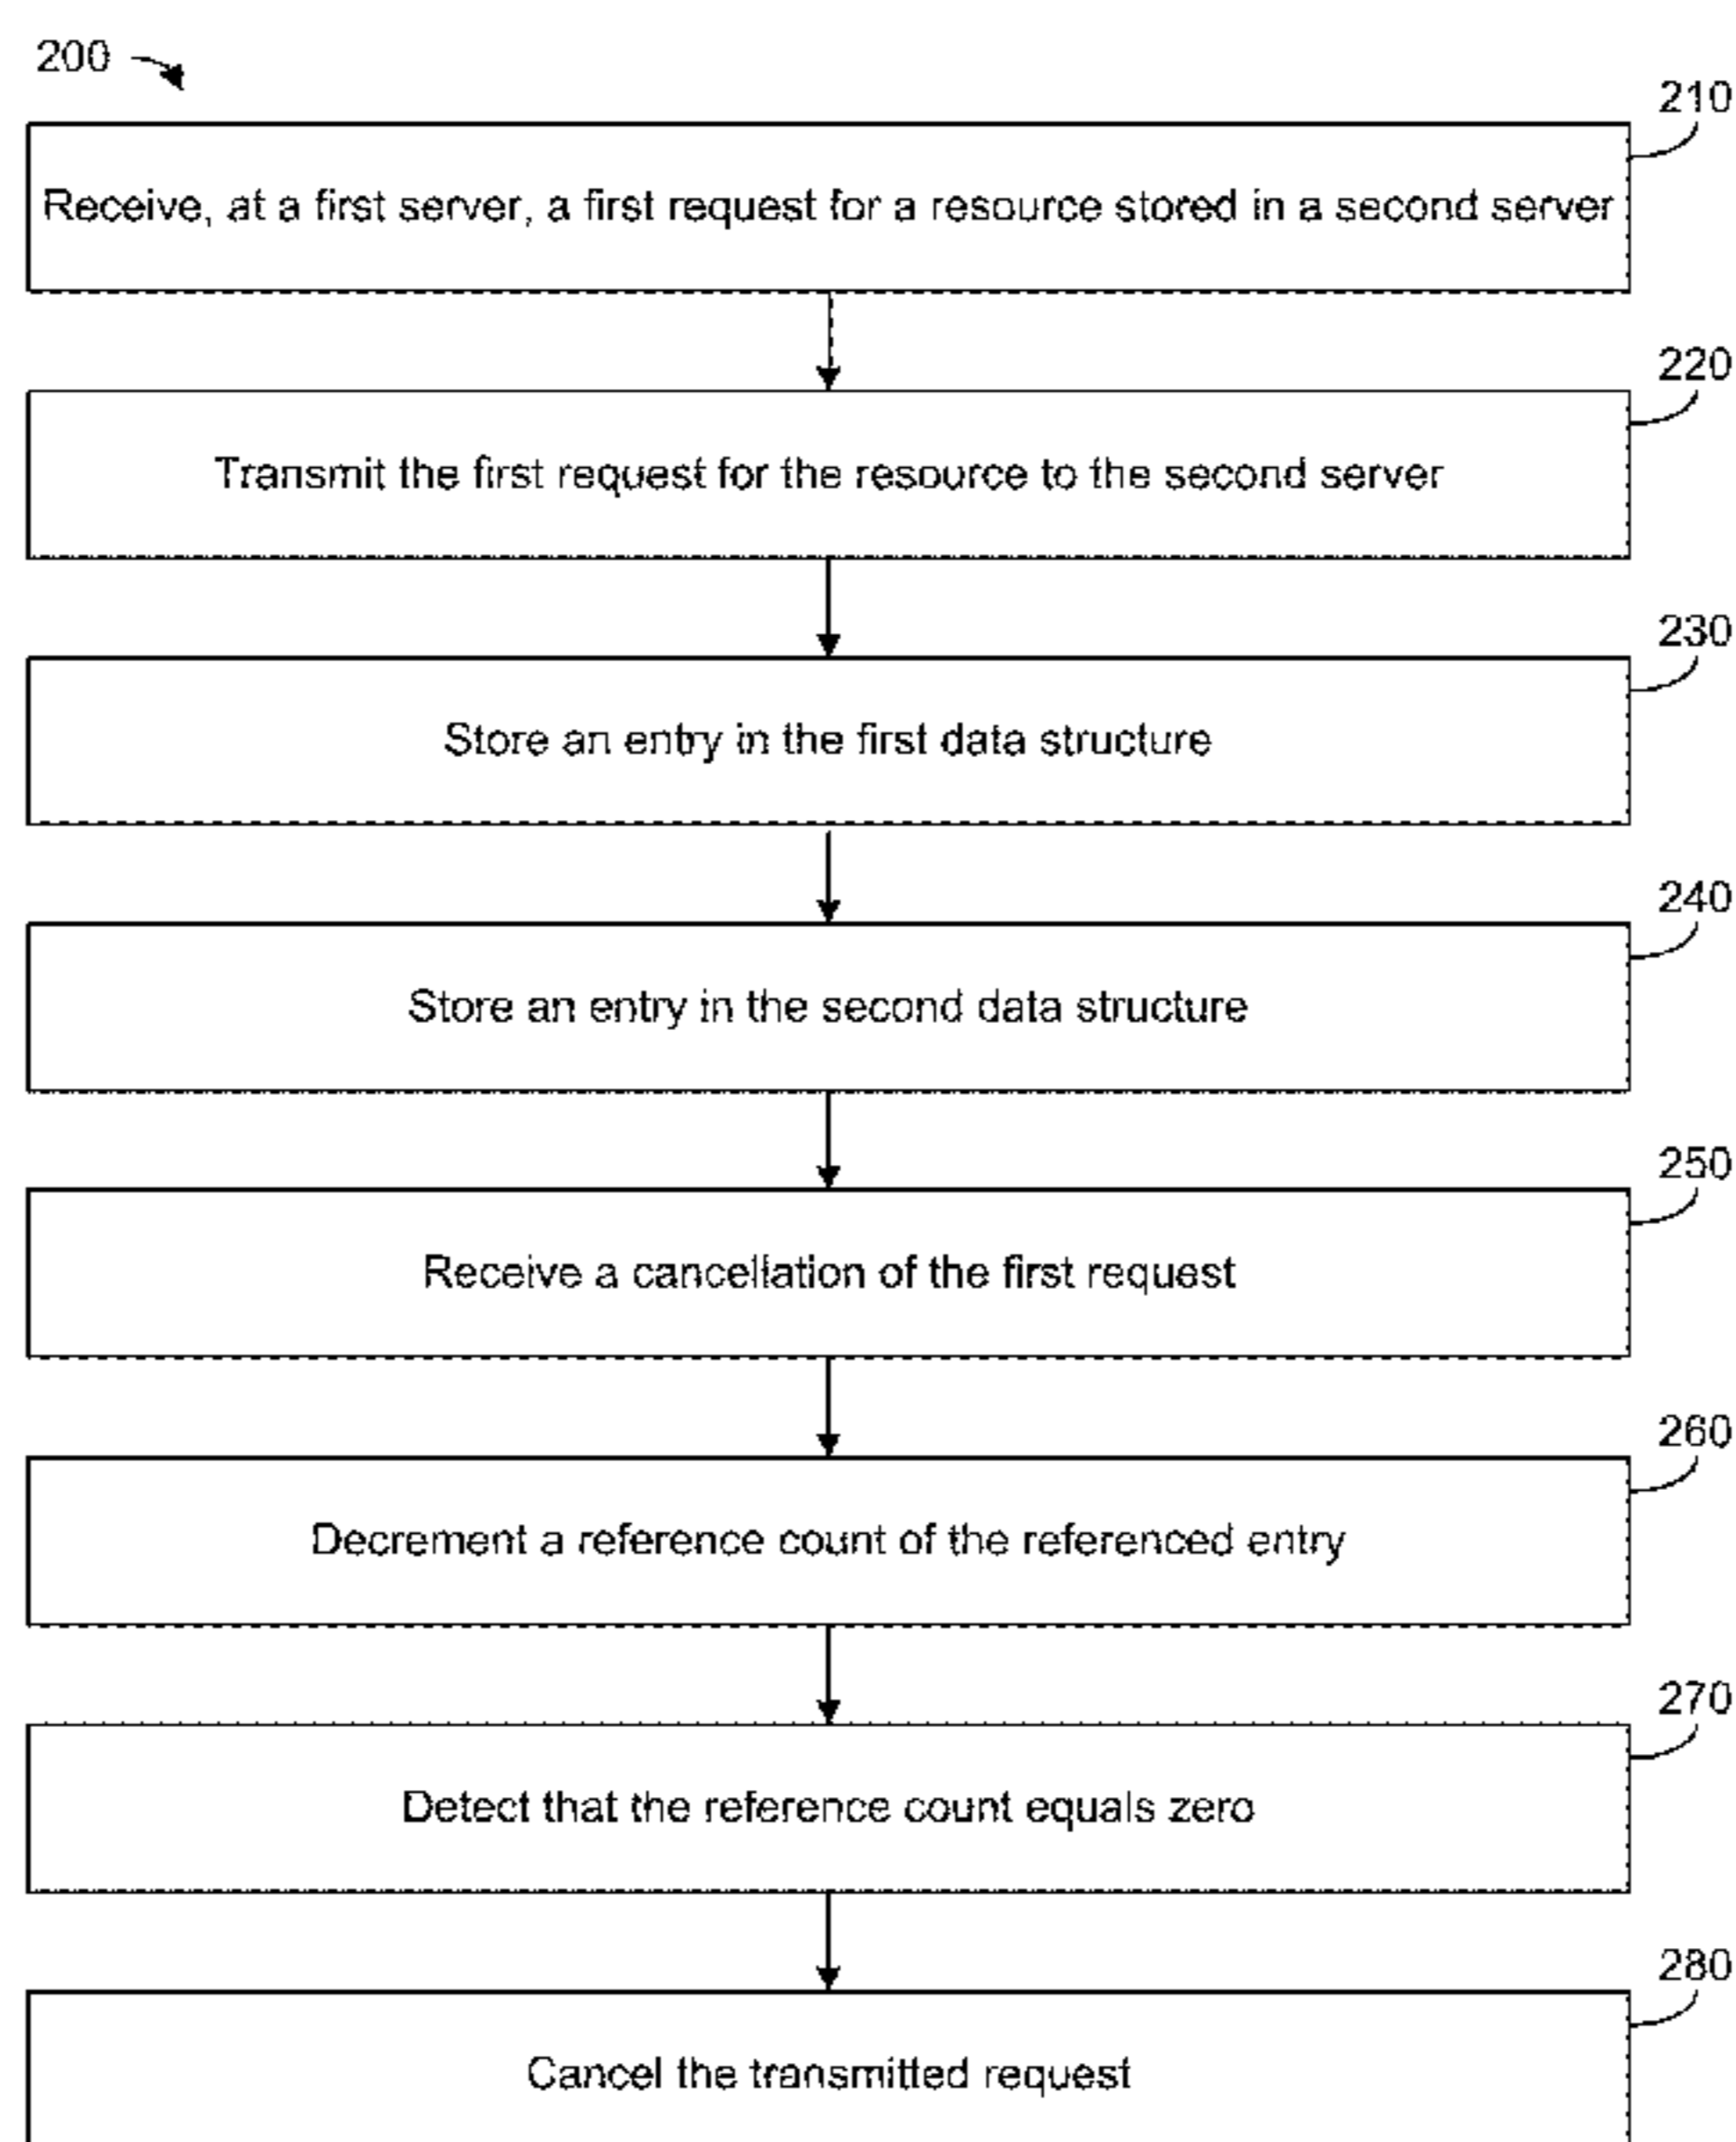 200
210
Receive, at a first server, a first request for a resource stored in a second server
220
Transmit the first request for the resource to the second server
230
Store an entry in the first data structure
240
Store an entry in the second data structure
250
Receive a cancellation of the first request
260
Decrement a reference count of the referenced entry
270
Detect that the reference count equals zero
280
Cancel the transmitted request